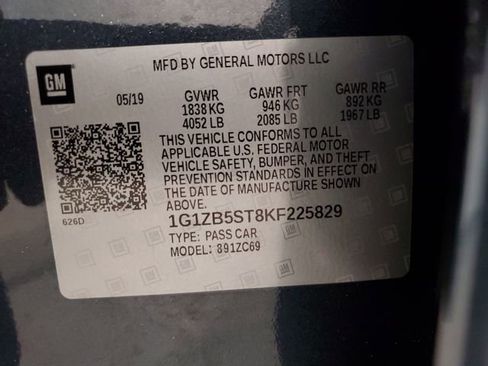 GM
MFD BY GENERAL MOTORS LLC
05/19 GVWR GAWR FRT GAWR RR
1838 KG 946 KG 892 KG
4052 LB 2085 LB 1967 LB
THIS VEHICLE CONFORMS TO ALL
APPLICABLE U.S. FEDERAL MOTOR
VEHICLE SAFETY, BUMPER, AND THEFT
PREVENTION STANDARDS IN EFFECT ON
THE DATE OF MANUFACTURE SHOWN ABOVE.
626D
1G1ZB5ST8KF225829
TYPE: PASS CAR
MODEL: 891ZC69